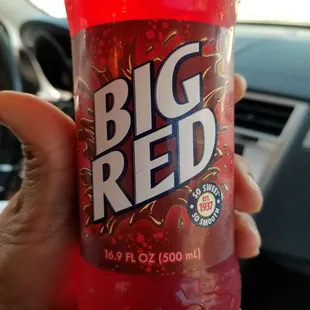 BIG
RED
SO SWEET
EST.
1937
SO SMOOTH
16.9 FL OZ (500 mL)